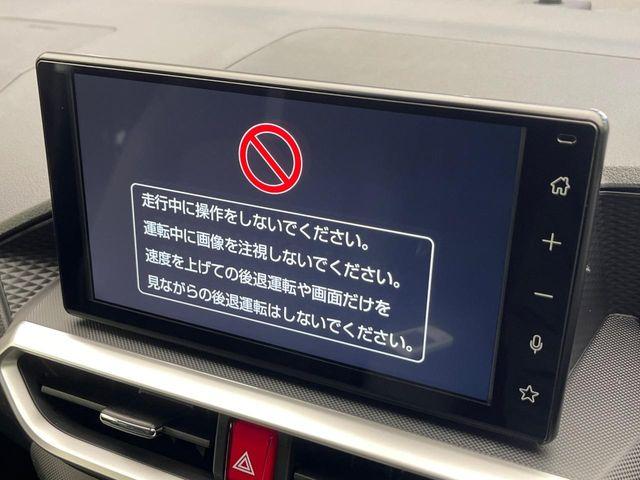 走行中に操作をしないでください。
運転中に画像を注視しないでください。
速度を上げての後退運転や画面だけを
見ながらの後退運転はしないでください。